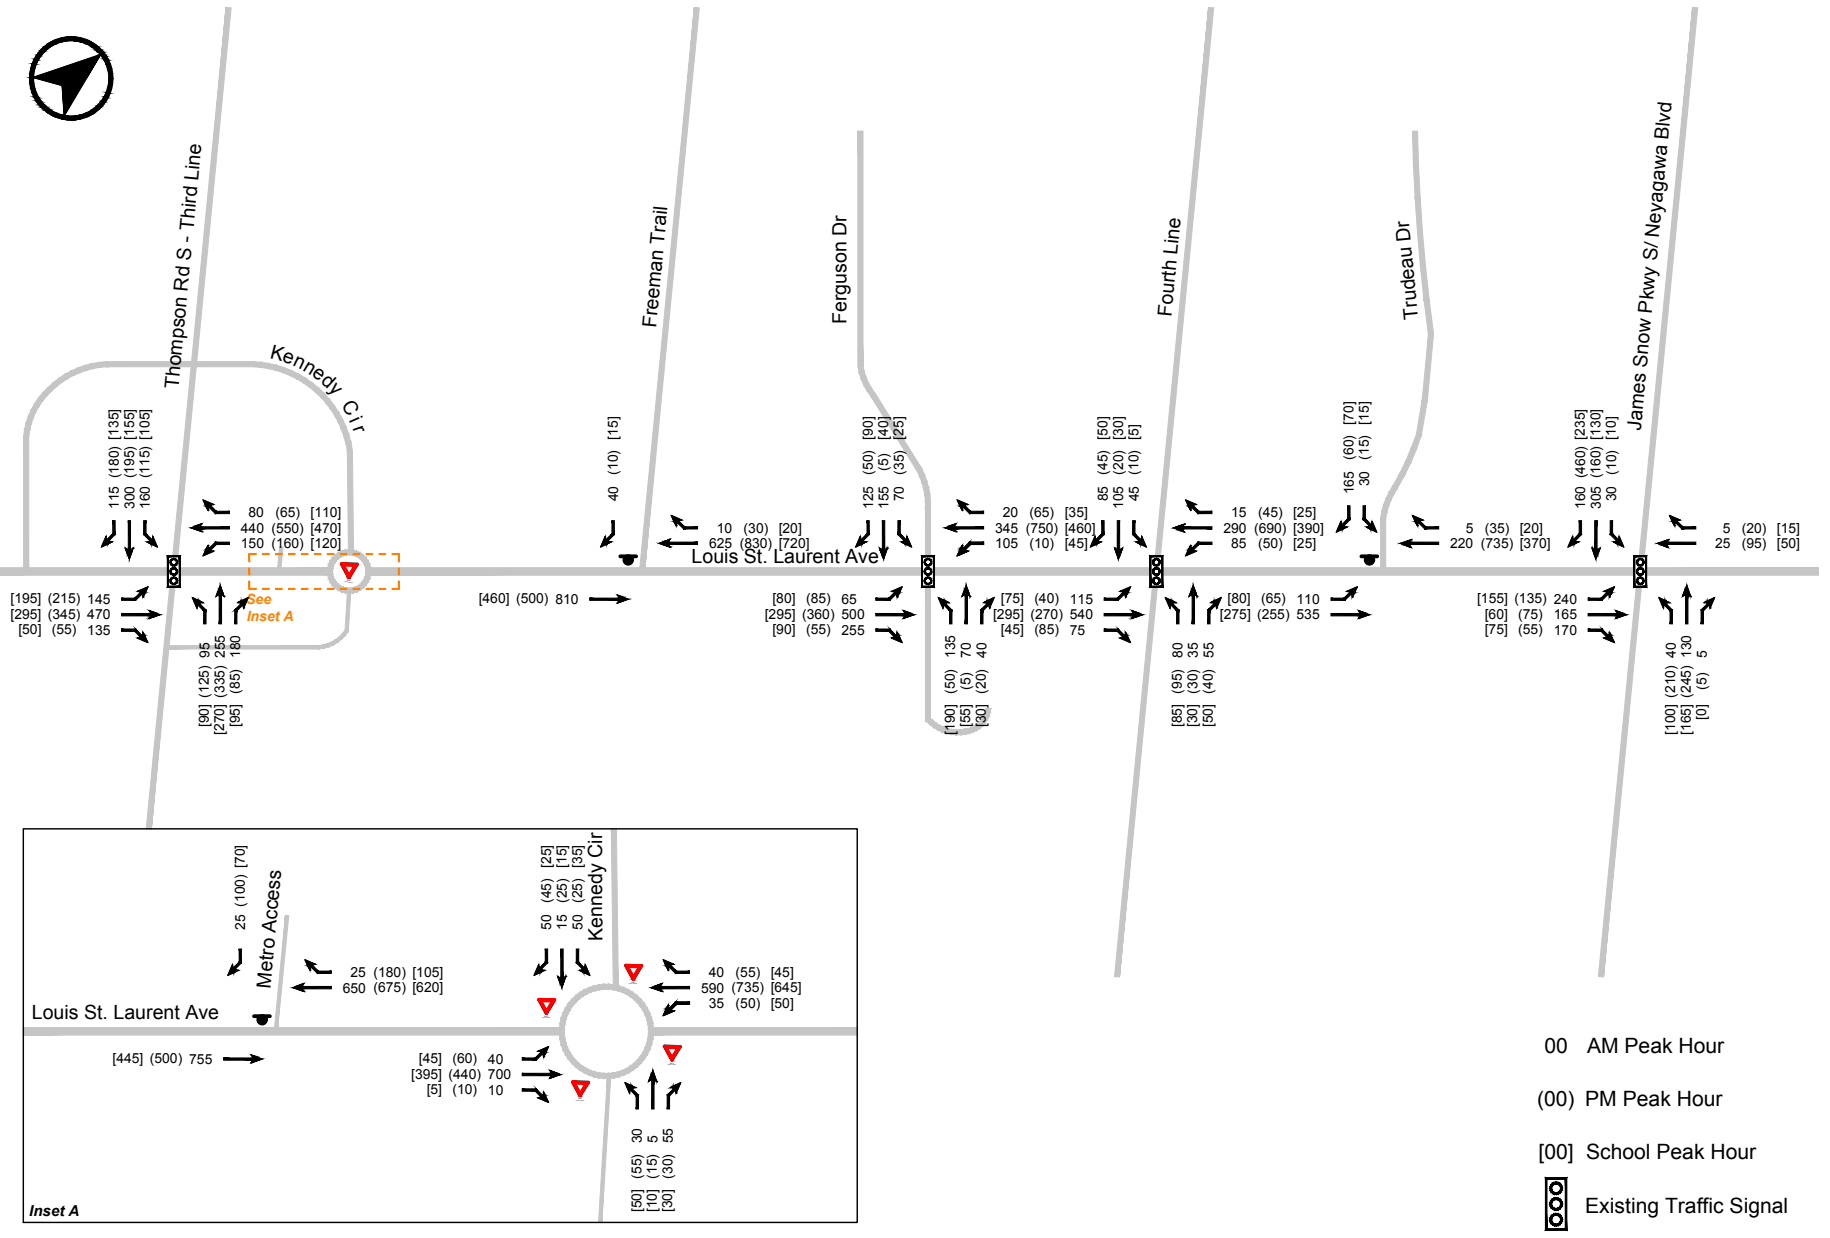 Thompson Rd S - Third Line
Kennedy Cir
Freeman Trail
Ferguson Dr
Fourth Line
Trudeau Dr
James Snow Pkwy S/ Neyagawa Blvd
Louis St. Laurent Ave
115 (180) [135]
300 (195) [155]
160 (115) [105]
80 (65) [110]
440 (550) [470]
150 (160) [120]
[195] (215) 145
[295] (345) 470
[50] (55) 135
[90] (125) 95
[270] (335) 255
[95] (85) 180
See
Inset A
40 (10) [15]
10 (30) [20]
625 (830) [720]
[460] (500) 810
125 (50) [90]
155 (5) [40]
70 (35) [25]
20 (65) [35]
345 (750) [460]
105 (10) [45]
[80] (85) 65
[295] (360) 500
[90] (55) 255
[190] (50) 135
[55] (5) 70
[30] (20) 40
85 (45) [50]
105 (20) [30]
45 (10) [5]
15 (45) [25]
290 (690) [390]
85 (50) [25]
[75] (40) 115
[295] (270) 540
[45] (85) 75
[85] (95) 80
[30] (30) 35
[50] (40) 55
165 (60) [70]
30 (15) [15]
5 (35) [20]
220 (735) [370]
[80] (65) 110
[275] (255) 535
160 (460) [235]
305 (160) [130]
30 (10) [10]
5 (20) [15]
25 (95) [50]
[155] (135) 240
[60] (75) 165
[75] (55) 170
[100] (210) 40
[165] (245) 130
[0] (5) 5
25 (100) [70]
Metro Access
25 (180) [105]
650 (675) [620]
Louis St. Laurent Ave
[445] (500) 755
50 (45) [25]
15 (25) [15]
50 (25) [35]
Kennedy Cir
40 (55) [45]
590 (735) [645]
35 (50) [50]
[45] (60) 40
[395] (440) 700
[5] (10) 10
[50] (55) 30
[10] (15) 5
[30] (30) 55
Inset A
00 AM Peak Hour
(00) PM Peak Hour
[00] School Peak Hour
Existing Traffic Signal